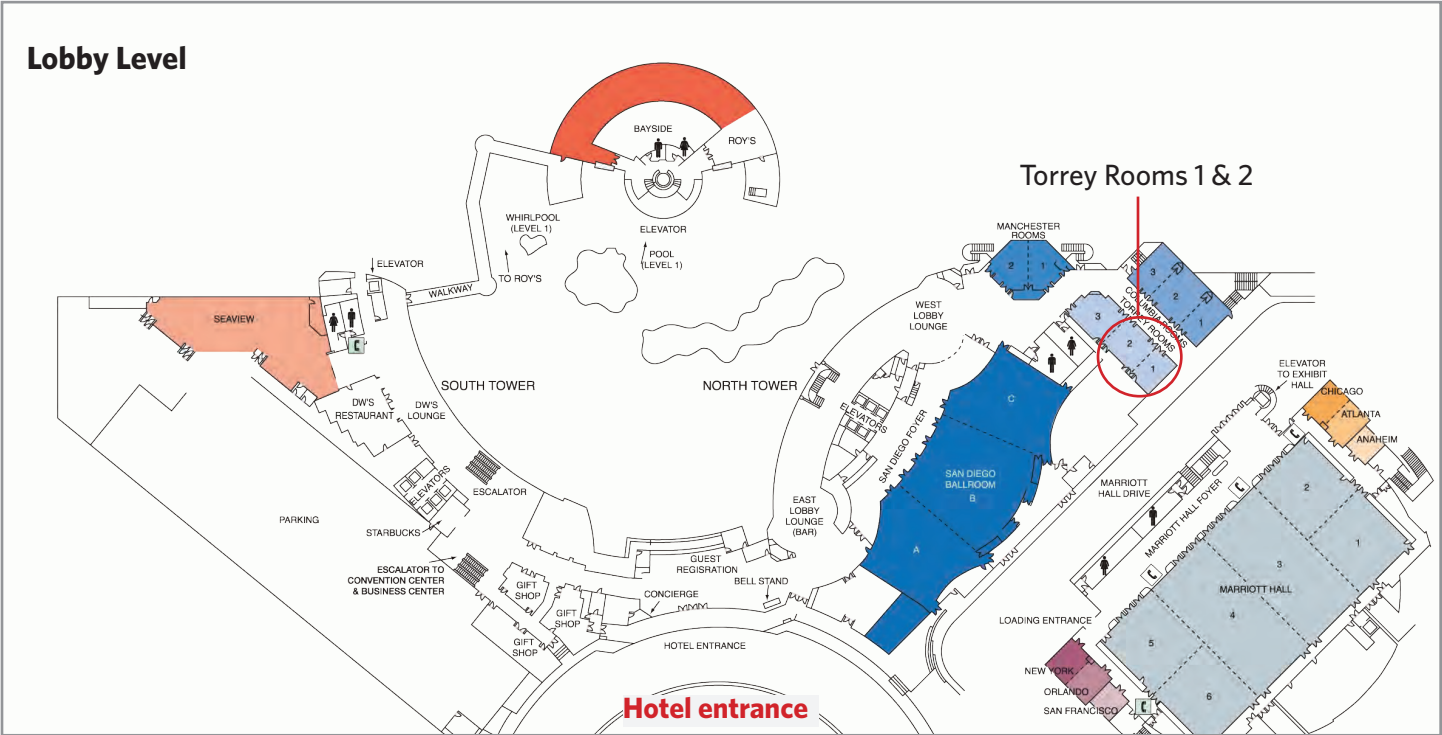 Lobby Level
BAYSIDE
ROY'S
Torrey Rooms 1 & 2
WHIRLPOOL
(LEVEL 1)
ELEVATOR
POOL
(LEVEL 1)
TO ROY'S
MANCHESTER
ROOMS
2
1
ELEVATOR
WALKWAY
SEAVIEW
3
2
1
COLUMBIA ROOMS
TORREY ROOMS
3
2
1
WEST
LOBBY
LOUNGE
SOUTH TOWER
NORTH TOWER
DW'S
RESTAURANT
DW'S
LOUNGE
ELEVATORS
SAN DIEGO FOYER
C
SAN DIEGO
BALLROOM
B
A
ELEVATOR
TO EXHIBIT
HALL
CHICAGO
ATLANTA
ANAHEIM
ELEVATORS
ESCALATOR
STARBUCKS
PARKING
EAST
LOBBY
LOUNGE
(BAR)
MARRIOTT
HALL DRIVE
MARRIOTT HALL FOYER
2
1
3
MARRIOTT HALL
4
5
6
ESCALATOR TO
CONVENTION CENTER
& BUSINESS CENTER
GUEST
REGISRATION
BELL STAND
CONCIERGE
GIFT
SHOP
GIFT
SHOP
GIFT
SHOP
LOADING ENTRANCE
HOTEL ENTRANCE
NEW YORK
ORLANDO
SAN FRANCISCO
Hotel entrance